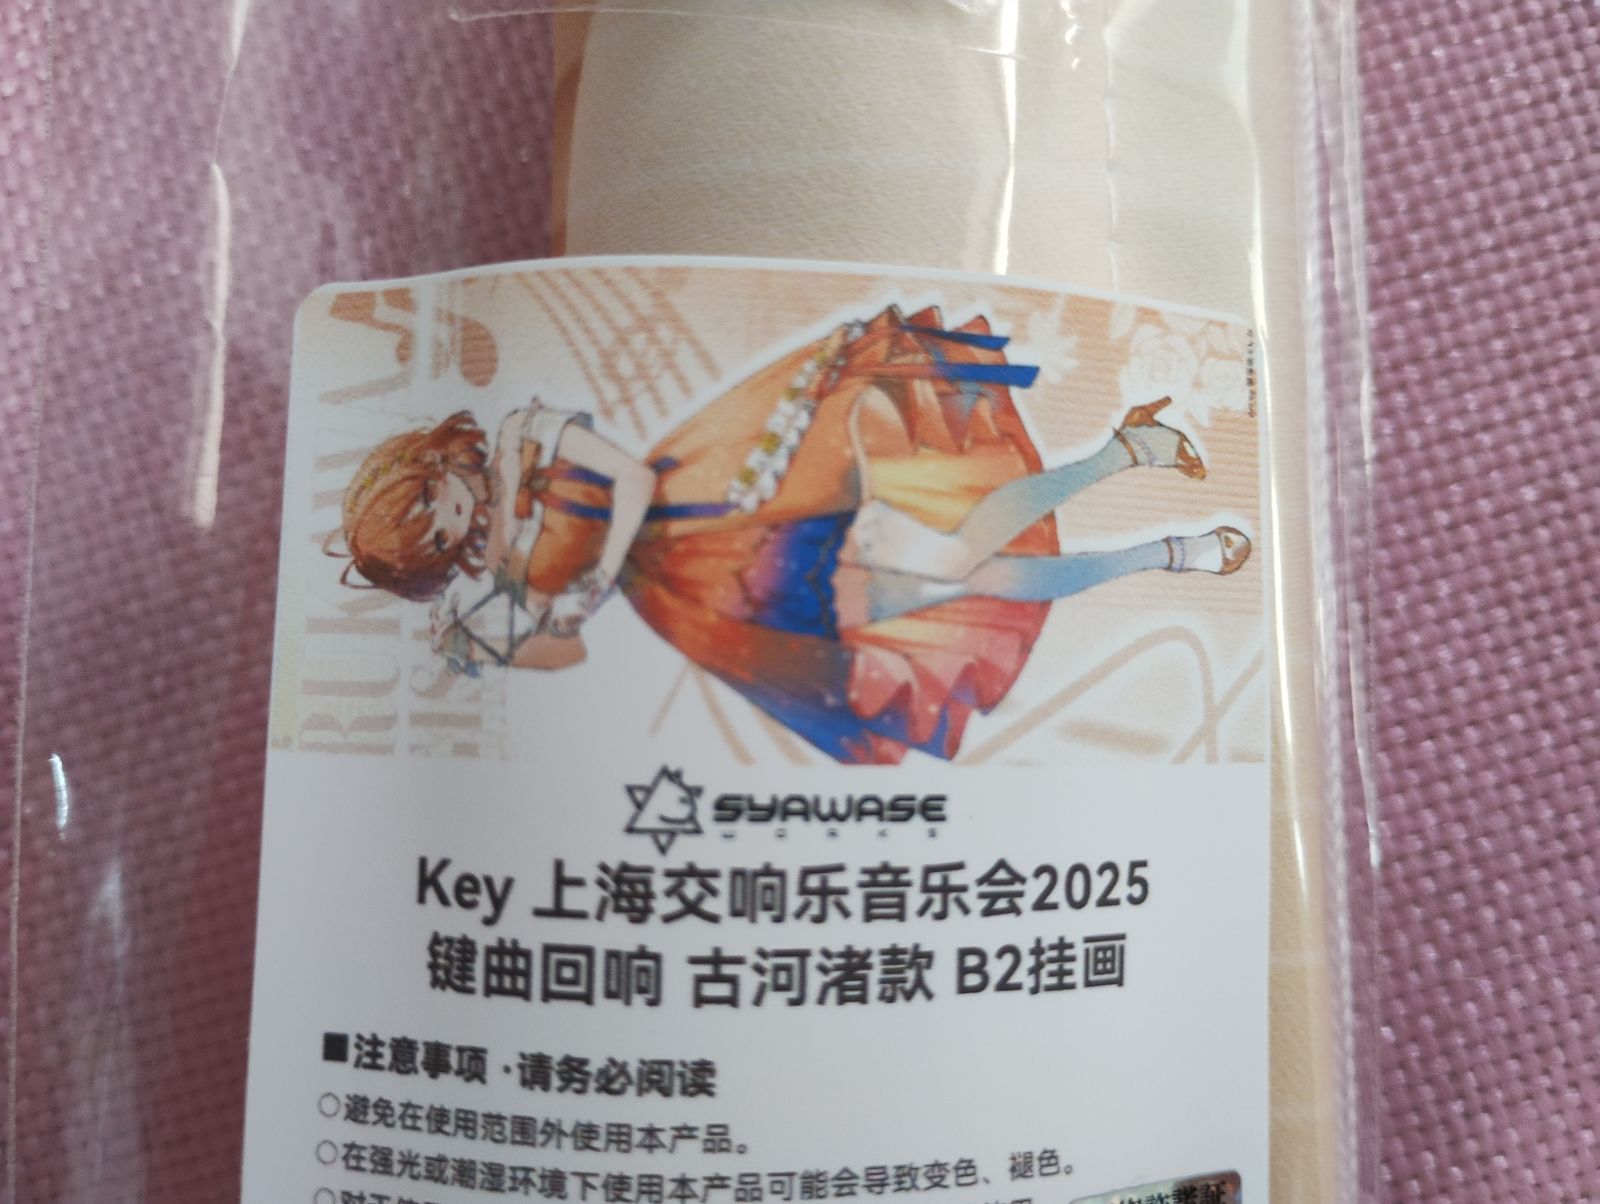 SYAWASE
WORKS
Key 上海交响乐音乐会2025
键曲回响 古河渚款 B2挂画
■注意事项·请务必阅读
○避免在使用范围外使用本产品。
○在强光或潮湿环境下使用本产品可能会导致变色、褪色。